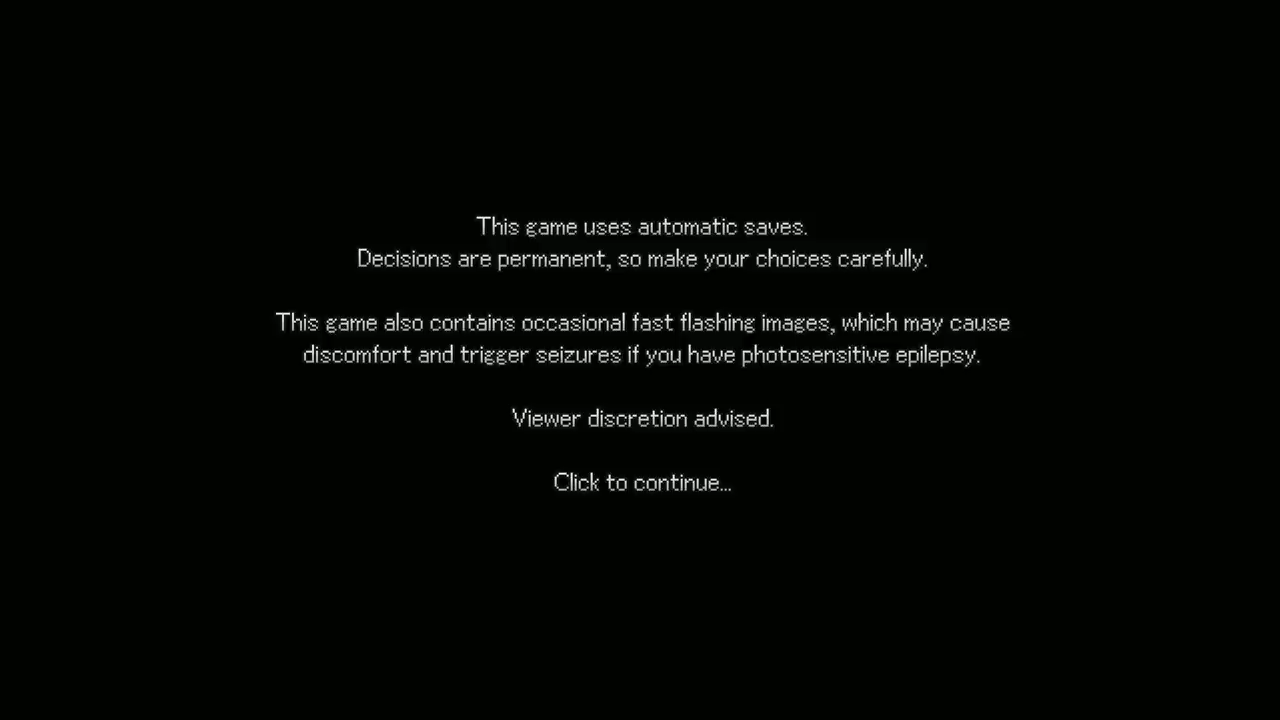 This game uses automatic saves.
Decisions are permanent, so make your choices carefully.
This game also contains occasional fast flashing images, which may cause
discomfort and trigger seizures if you have photosensitive epilepsy.
Viewer discretion advised.
Click to continue...